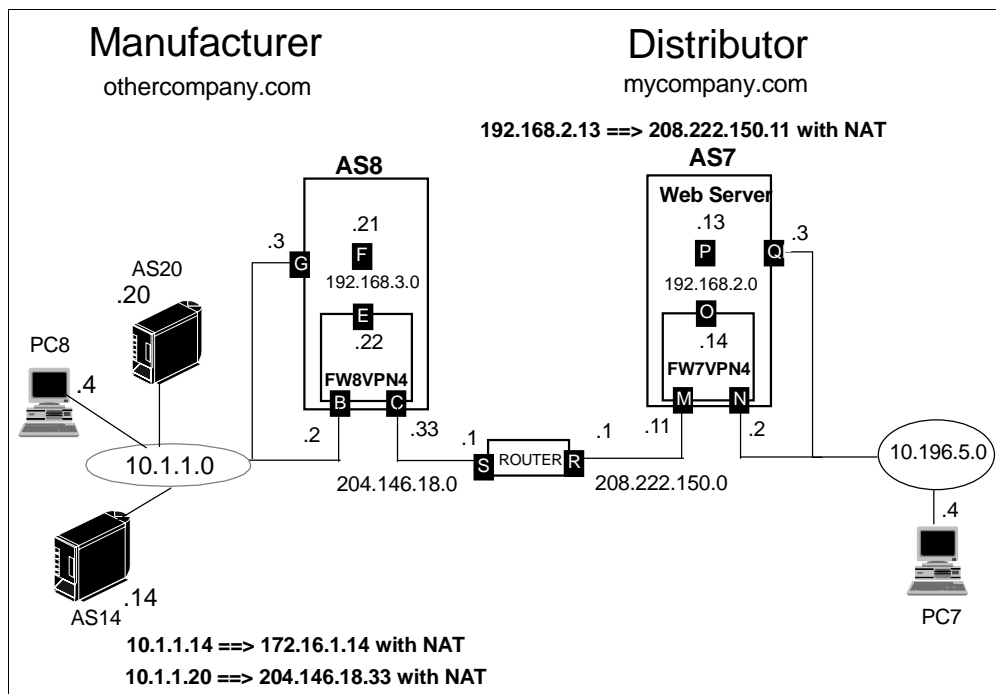 Manufacturer
othercompany.com
Distributor
mycompany.com
192.168.2.13 ==> 208.222.150.11 with NAT
AS8
AS7
Web Server
.21
F
192.168.3.0
E
.22
FW8VPN4
B
C
.3
G
.2
.33
.13
P
192.168.2.0
O
.14
FW7VPN4
M
N
Q
.3
.11
.2
AS20
.20
PC8
.4
10.1.1.0
AS14
.14
204.146.18.0
.1
S
ROUTER
R
.1
208.222.150.0
10.196.5.0
.4
PC7
10.1.1.14 ==> 172.16.1.14 with NAT
10.1.1.20 ==> 204.146.18.33 with NAT